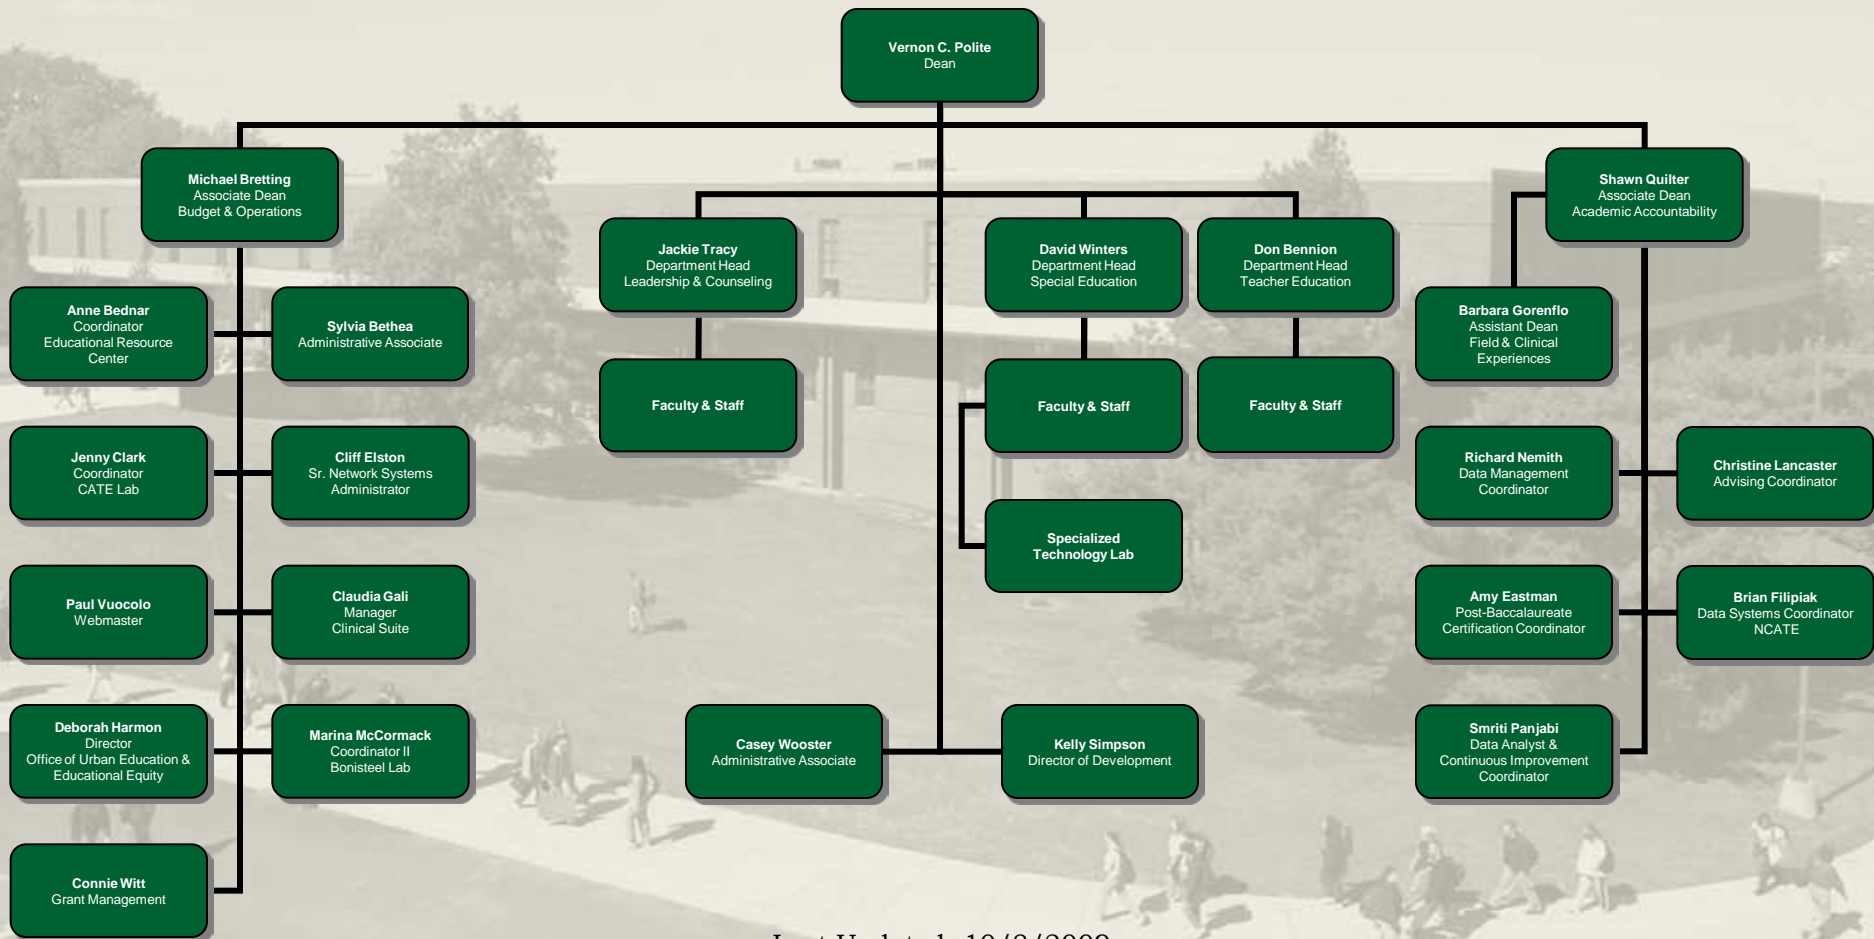 Vernon C. Polite
Dean
Michael Bretting
Associate Dean
Budget & Operations
Shawn Quilter
Associate Dean
Academic Accountability
Jackie Tracy
Department Head
Leadership & Counseling
David Winters
Department Head
Special Education
Don Bennion
Department Head
Teacher Education
Anne Bednar
Coordinator
Educational Resource
Center
Sylvia Bethea
Administrative Associate
Barbara Gorenflo
Assistant Dean
Field & Clinical
Experiences
Faculty & Staff
Faculty & Staff
Faculty & Staff
Jenny Clark
Coordinator
CATE Lab
Cliff Elston
Sr. Network Systems
Administrator
Richard Nemith
Data Management
Coordinator
Christine Lancaster
Advising Coordinator
Specialized
Technology Lab
Paul Vuocolo
Webmaster
Claudia Gali
Manager
Clinical Suite
Amy Eastman
Post-Baccalaureate
Certification Coordinator
Brian Filipiak
Data Systems Coordinator
NCATE
Deborah Harmon
Director
Office of Urban Education &
Educational Equity
Marina McCormack
Coordinator II
Bonisteel Lab
Casey Wooster
Administrative Associate
Kelly Simpson
Director of Development
Smriti Panjabi
Data Analyst &
Continuous Improvement
Coordinator
Connie Witt
Grant Management